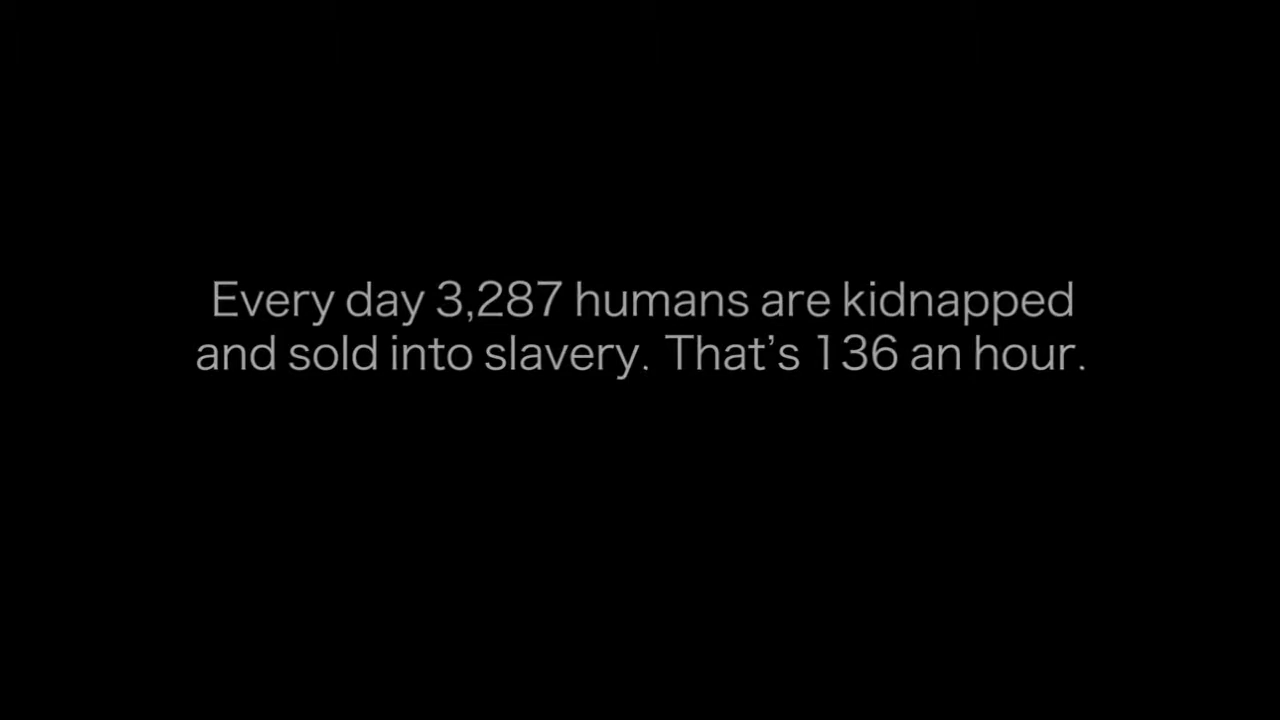 Every day 3,287 humans are kidnapped
and sold into slavery. That's 136 an hour.